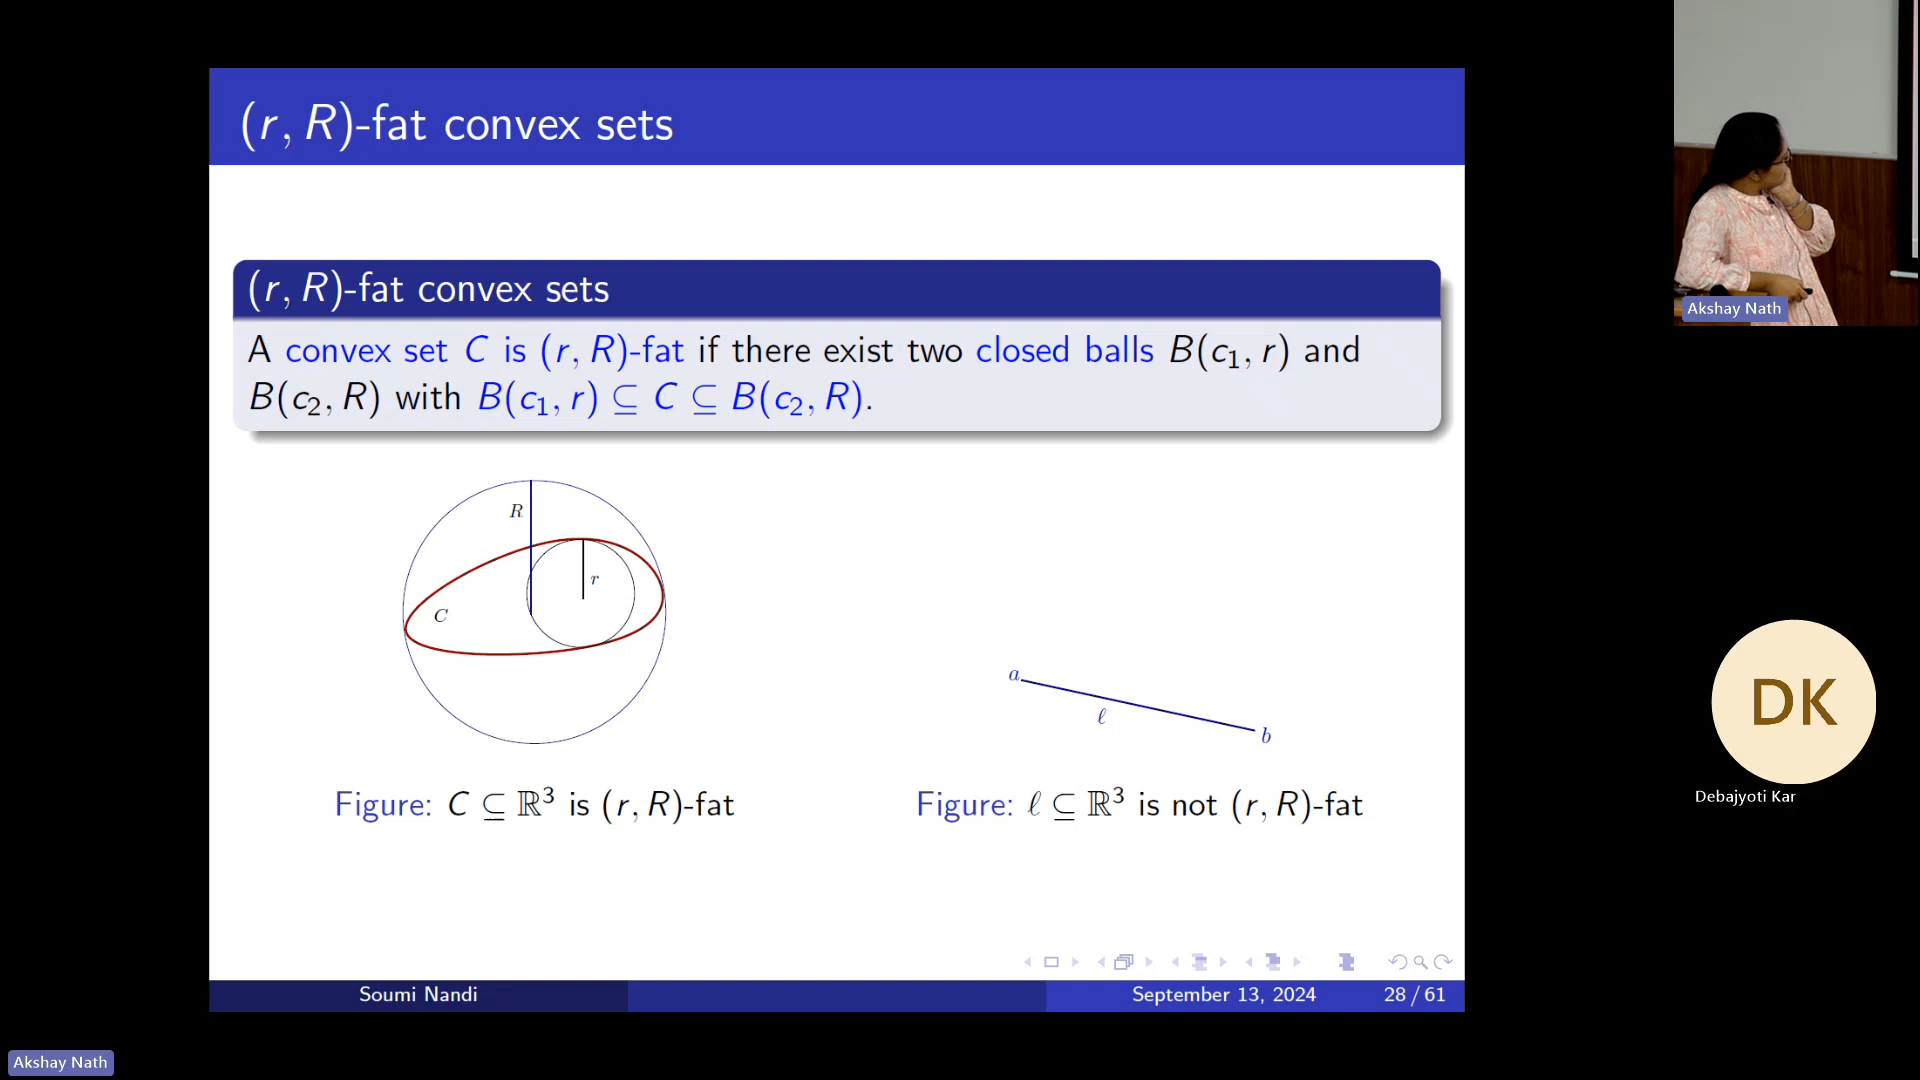 (r, R)-fat convex sets
(r, R)-fat convex sets
A convex set C is (r, R)-fat if there exist two closed balls B(c₁, r) and
B(c₂, R) with B(c₁, r) ⊆ C ⊆ B(c₂, R).
R
r
C
a
ℓ
b
Figure: C ⊆ ℝ³ is (r, R)-fat
Figure: ℓ ⊆ ℝ³ is not (r, R)-fat
Soumi Nandi
September 13, 2024
28 / 61
Akshay Nath
DK
Debajyoti Kar
Akshay Nath